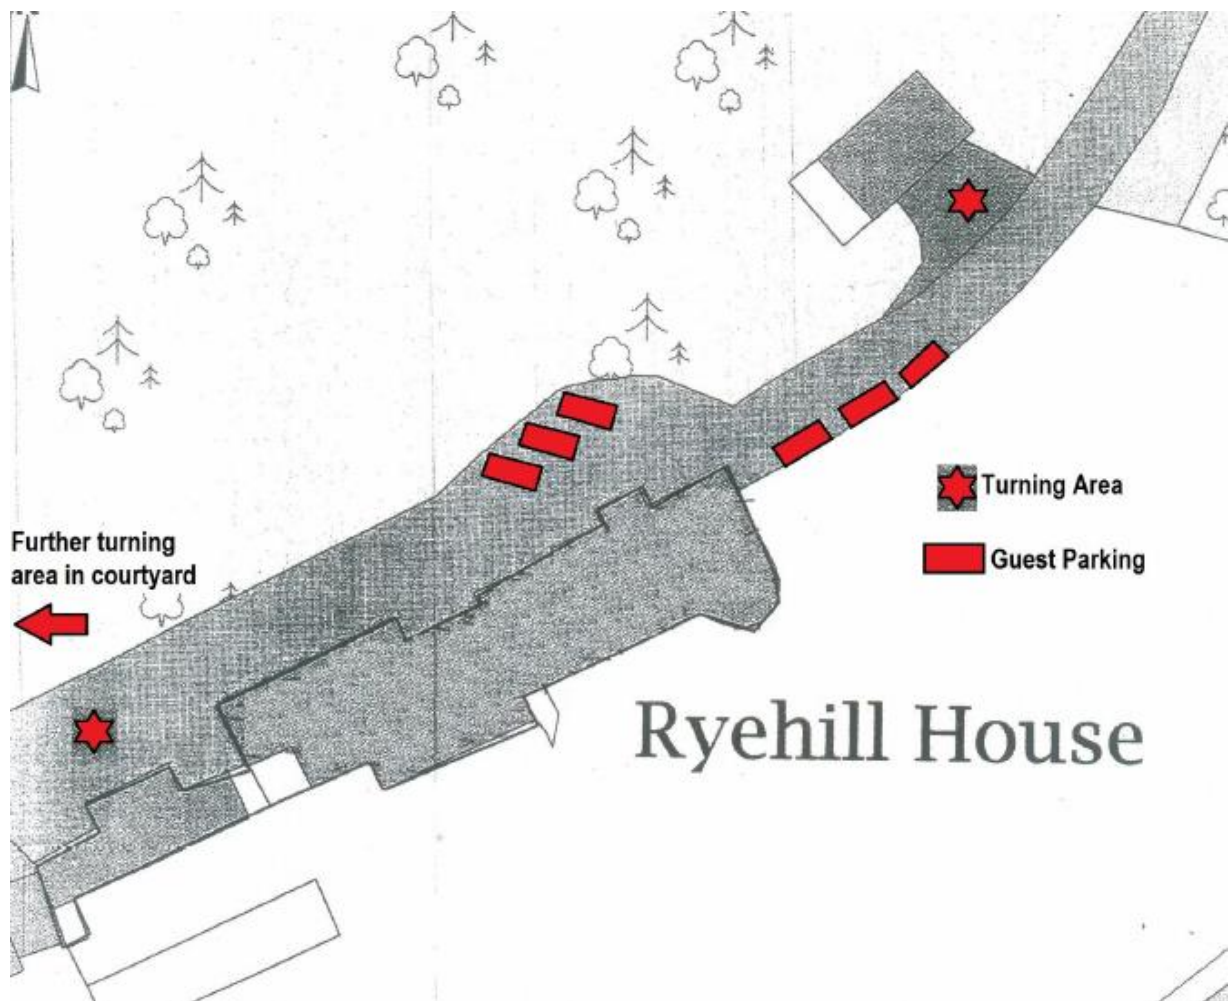 Turning Area
Further turning
area in courtyard
Guest Parking
Ryehill House